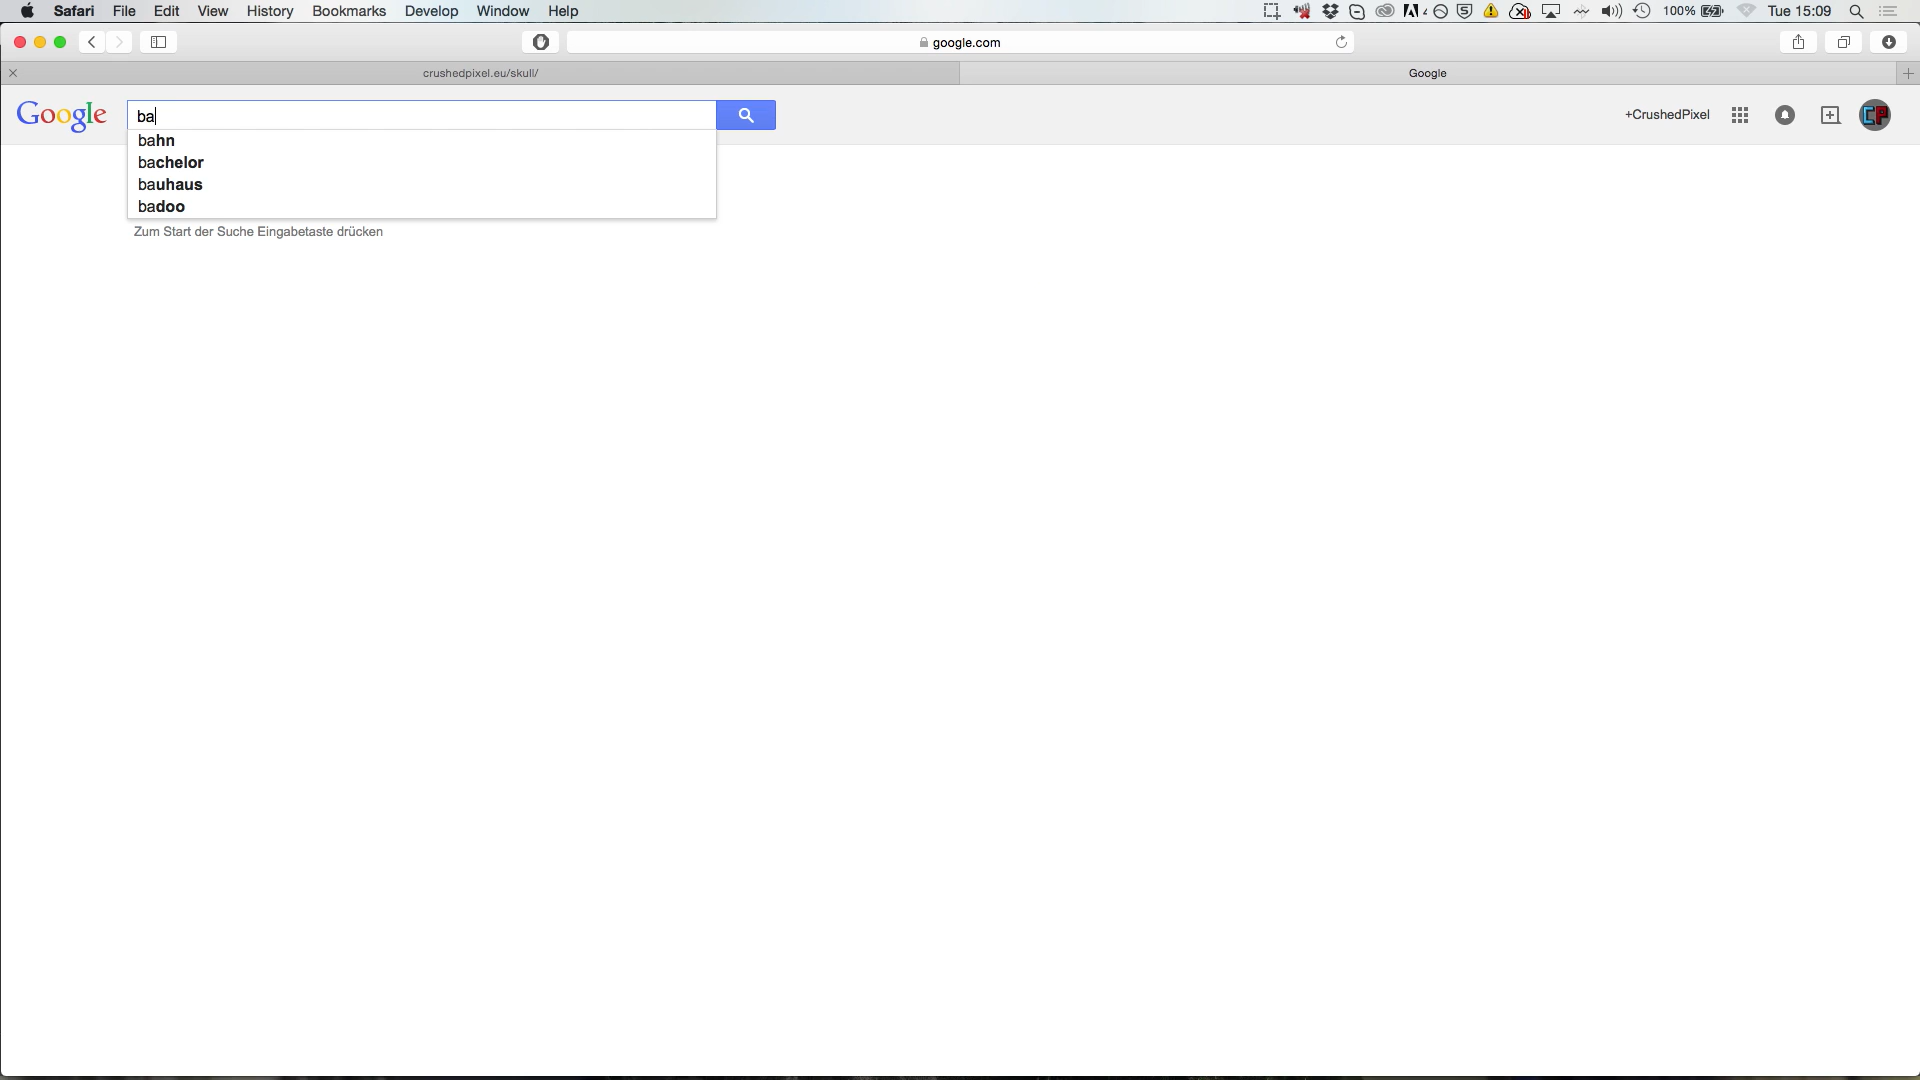 Safari File Edit View History Bookmarks Develop Window Help 100% Tue 15:09
google.com
crushedpixel.eu/skull/ Google
Google ba +CrushedPixel
bahn
bachelor
bauhaus
badoo
Zum Start der Suche Eingabetaste drücken